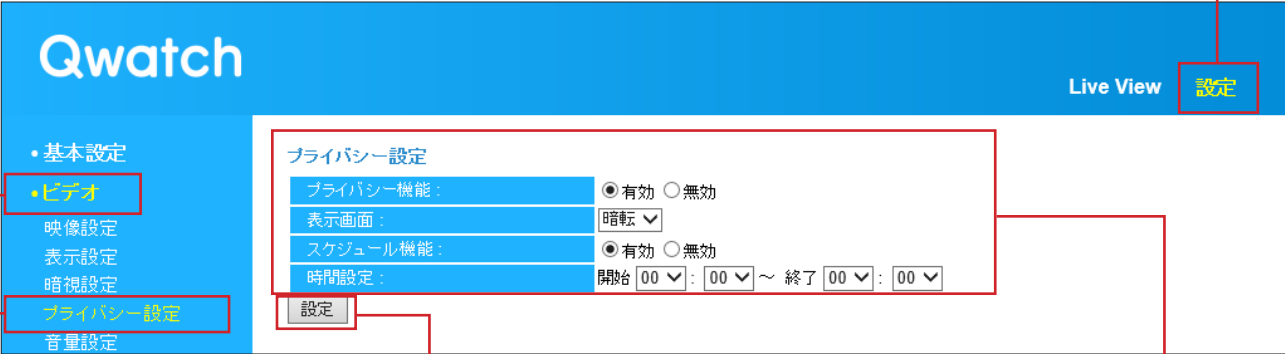 Qwatch
Live View 設定
・基本設定
・ビデオ
映像設定
表示設定
暗視設定
プライバシー設定
音量設定
プライバシー設定
プライバシー機能： 有効 無効
表示画面： 暗転
スケジュール機能： 有効 無効
時間設定： 開始 00 : 00 ～ 終了 00 : 00
設定